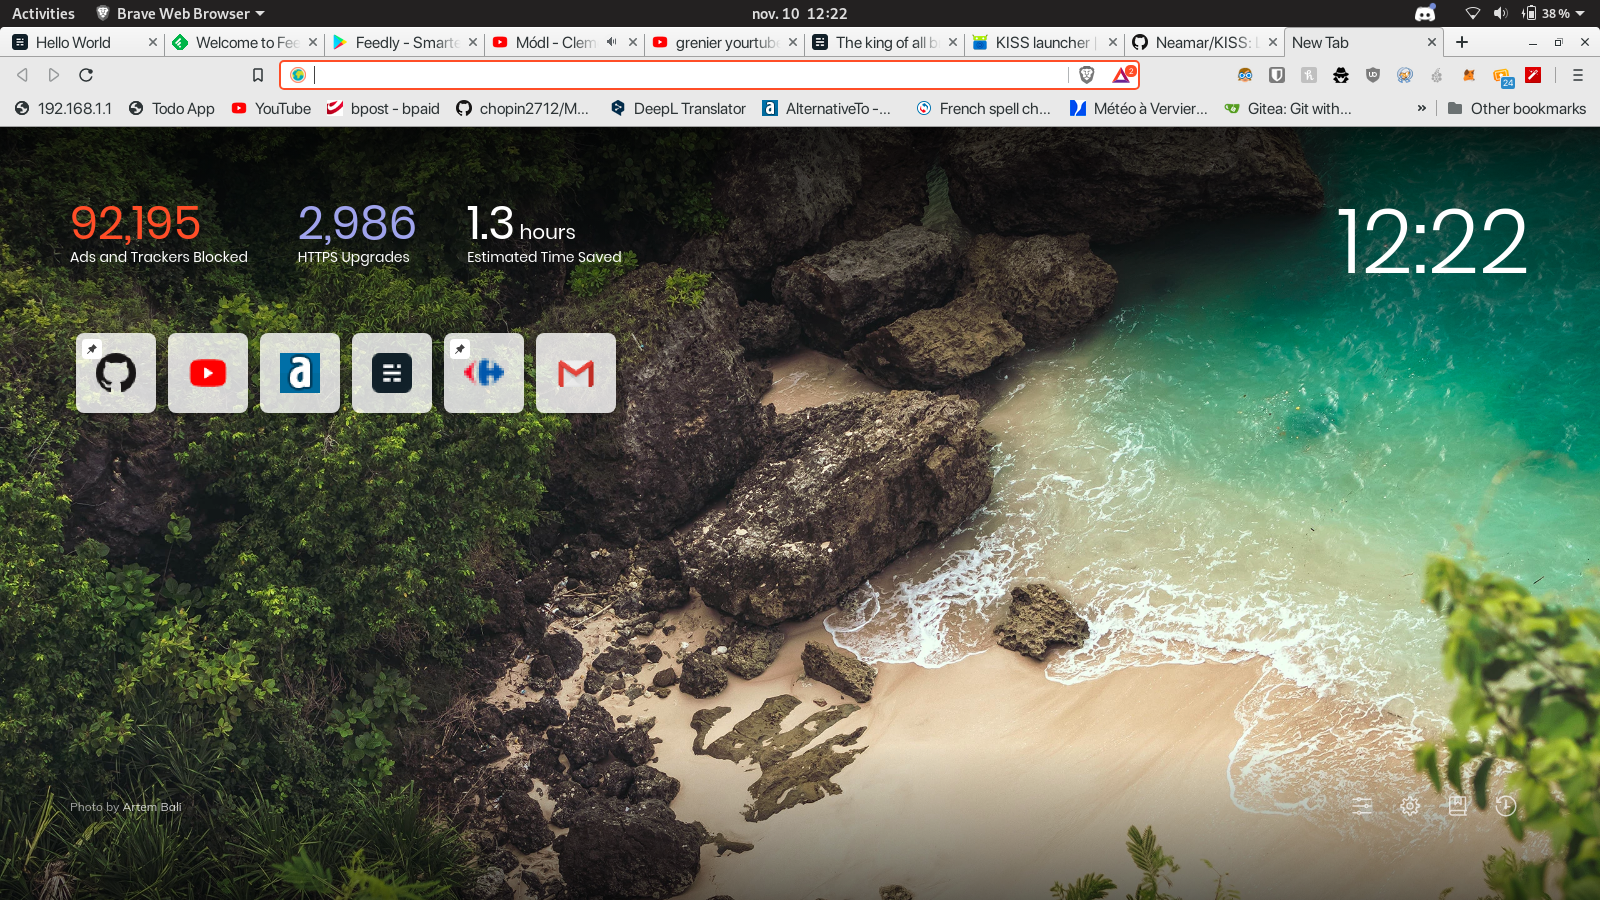 Activities Brave Web Browser nov. 10 12:22 38 %
Hello World Welcome to Fee Feedly - Smarte Módl - Clem grenier yourtub The king of all b KISS launcher | Neamar/KISS: L New Tab
2 24
192.168.1.1 Todo App YouTube bpost - bpaid chopin2712/M... DeepL Translator AlternativeTo -... French spell ch... Météo à Vervier... Gitea: Git with... » Other bookmarks
92,195 2,986 1.3 hours 12:22
Ads and Trackers Blocked HTTPS Upgrades Estimated Time Saved
a
Photo by Artem Bali